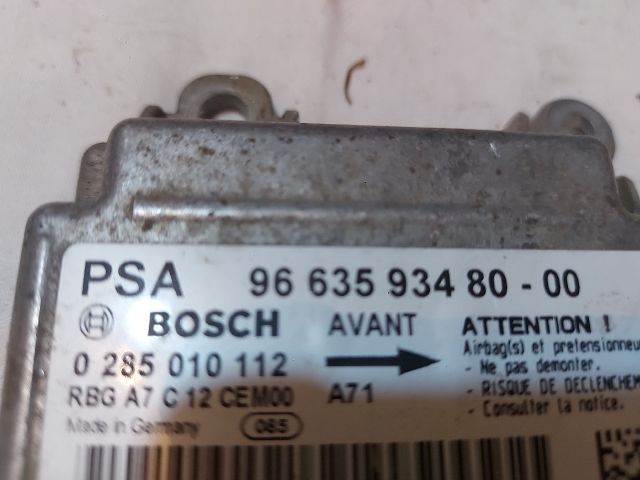 PSA 96 635 934 80 - 00
BOSCH AVANT ATTENTION !
Airbag(s) et pretensionneu
0 285 010 112 - Ne pas demonter.
RBG A7 C 12 CEM00 A71 - RISQUE DE DECLENCHEM
- Consulter la notice.
Made in Germany 085